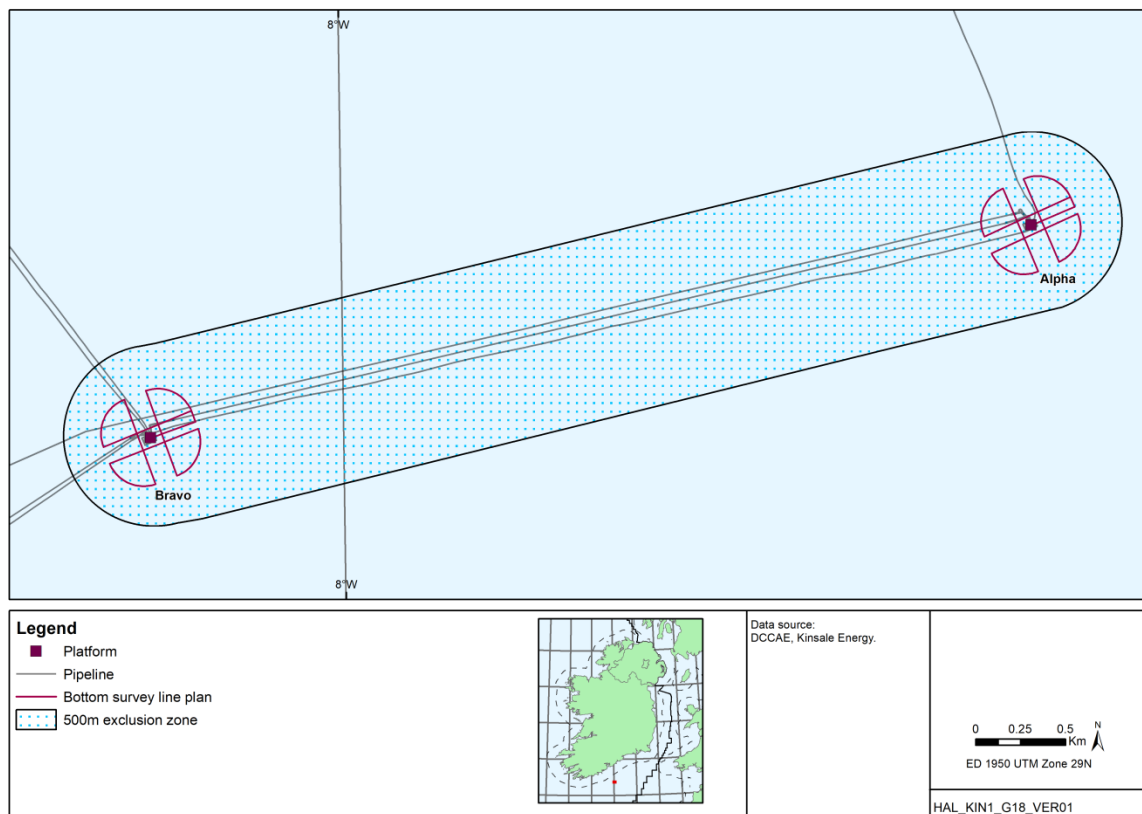 8°W
Alpha
Bravo
8°W
Legend
Platform
Pipeline
Bottom survey line plan
500m exclusion zone
Data source:
DCCAE, Kinsale Energy.
0 0.25 0.5
Km
N
ED 1950 UTM Zone 29N
HAL_KIN1_G18_VER01